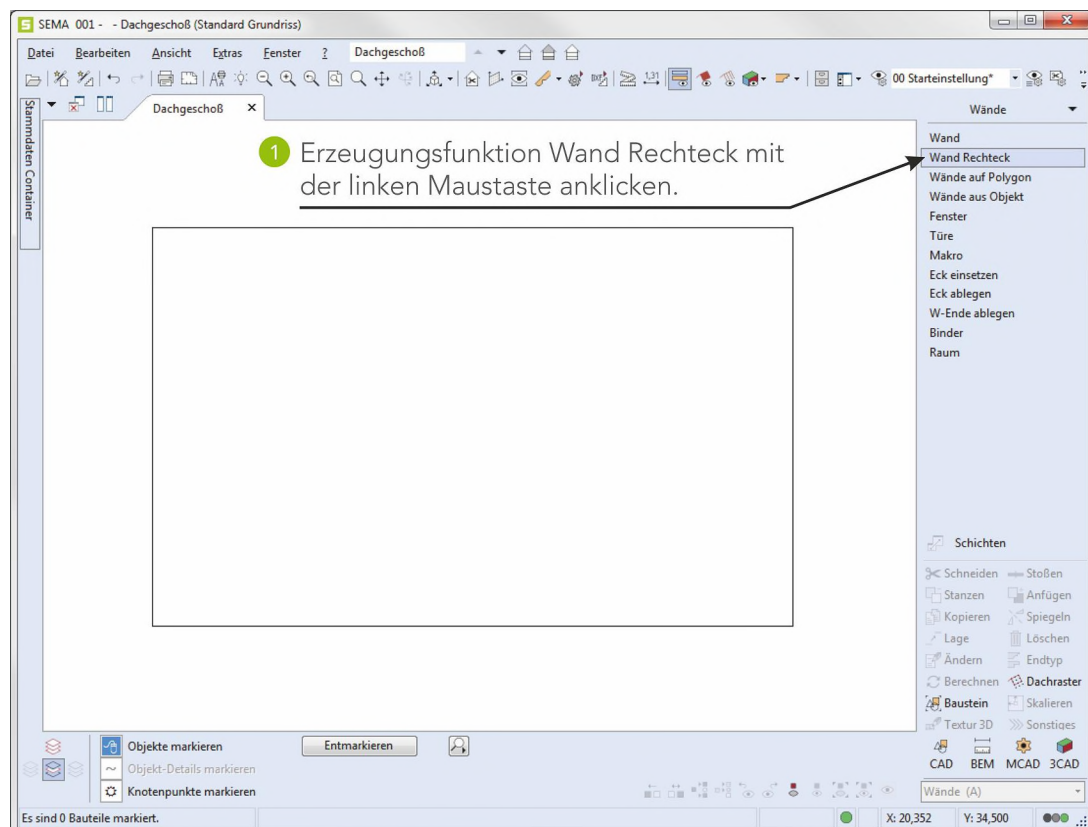 SEMA 001 - - Dachgeschoß (Standard Grundriss)
Datei Bearbeiten Ansicht Extras Fenster ? Dachgeschoß
00 Starteinstellung*
Dachgeschoß
Wände
Stammdaten Container
1 Erzeugungsfunktion Wand Rechteck mit
der linken Maustaste anklicken.
Wand
Wand Rechteck
Wände auf Polygon
Wände aus Objekt
Fenster
Türe
Makro
Eck einsetzen
Eck ablegen
W-Ende ablegen
Binder
Raum
Schichten
Schneiden Stoßen
Stanzen Anfügen
Kopieren Spiegeln
Lage Löschen
Ändern Endtyp
Berechnen Dachraster
Baustein Skalieren
Textur 3D Sonstiges
CAD BEM MCAD 3CAD
Objekte markieren Entmarkieren
Objekt-Details markieren
Knotenpunkte markieren
Wände (A)
Es sind 0 Bauteile markiert. X: 20,352 Y: 34,500